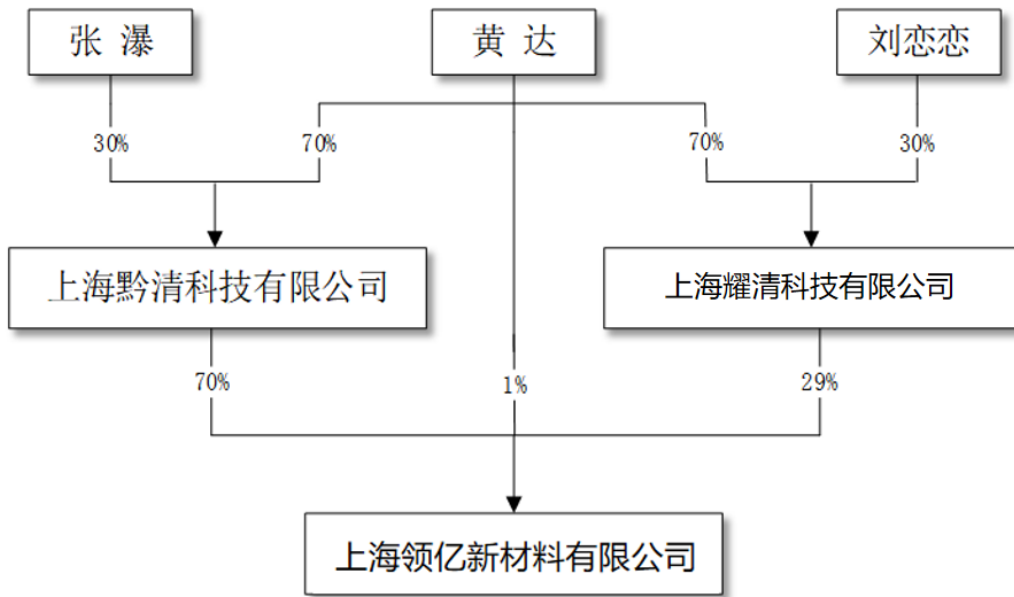 张 瀑
黄 达
刘恋恋
30%
70%
70%
30%
上海黔清科技有限公司
上海耀清科技有限公司
70%
1%
29%
上海领亿新材料有限公司